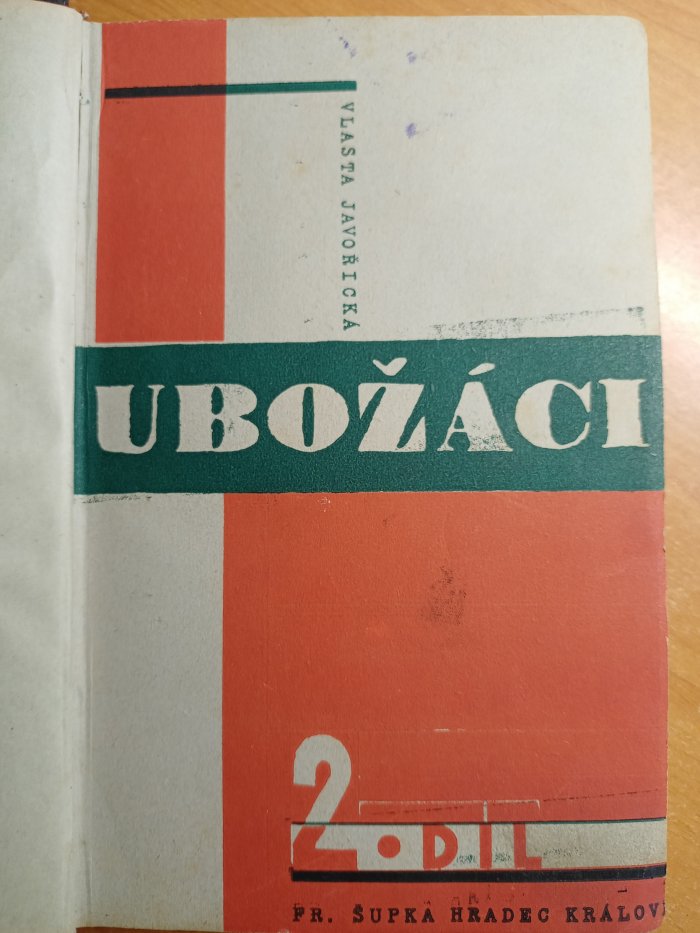 VLASTA JAVOŘICKÁ
UBOŽÁCI
2. DÍL
FR. ŠUPKA HRADEC KRÁLOV